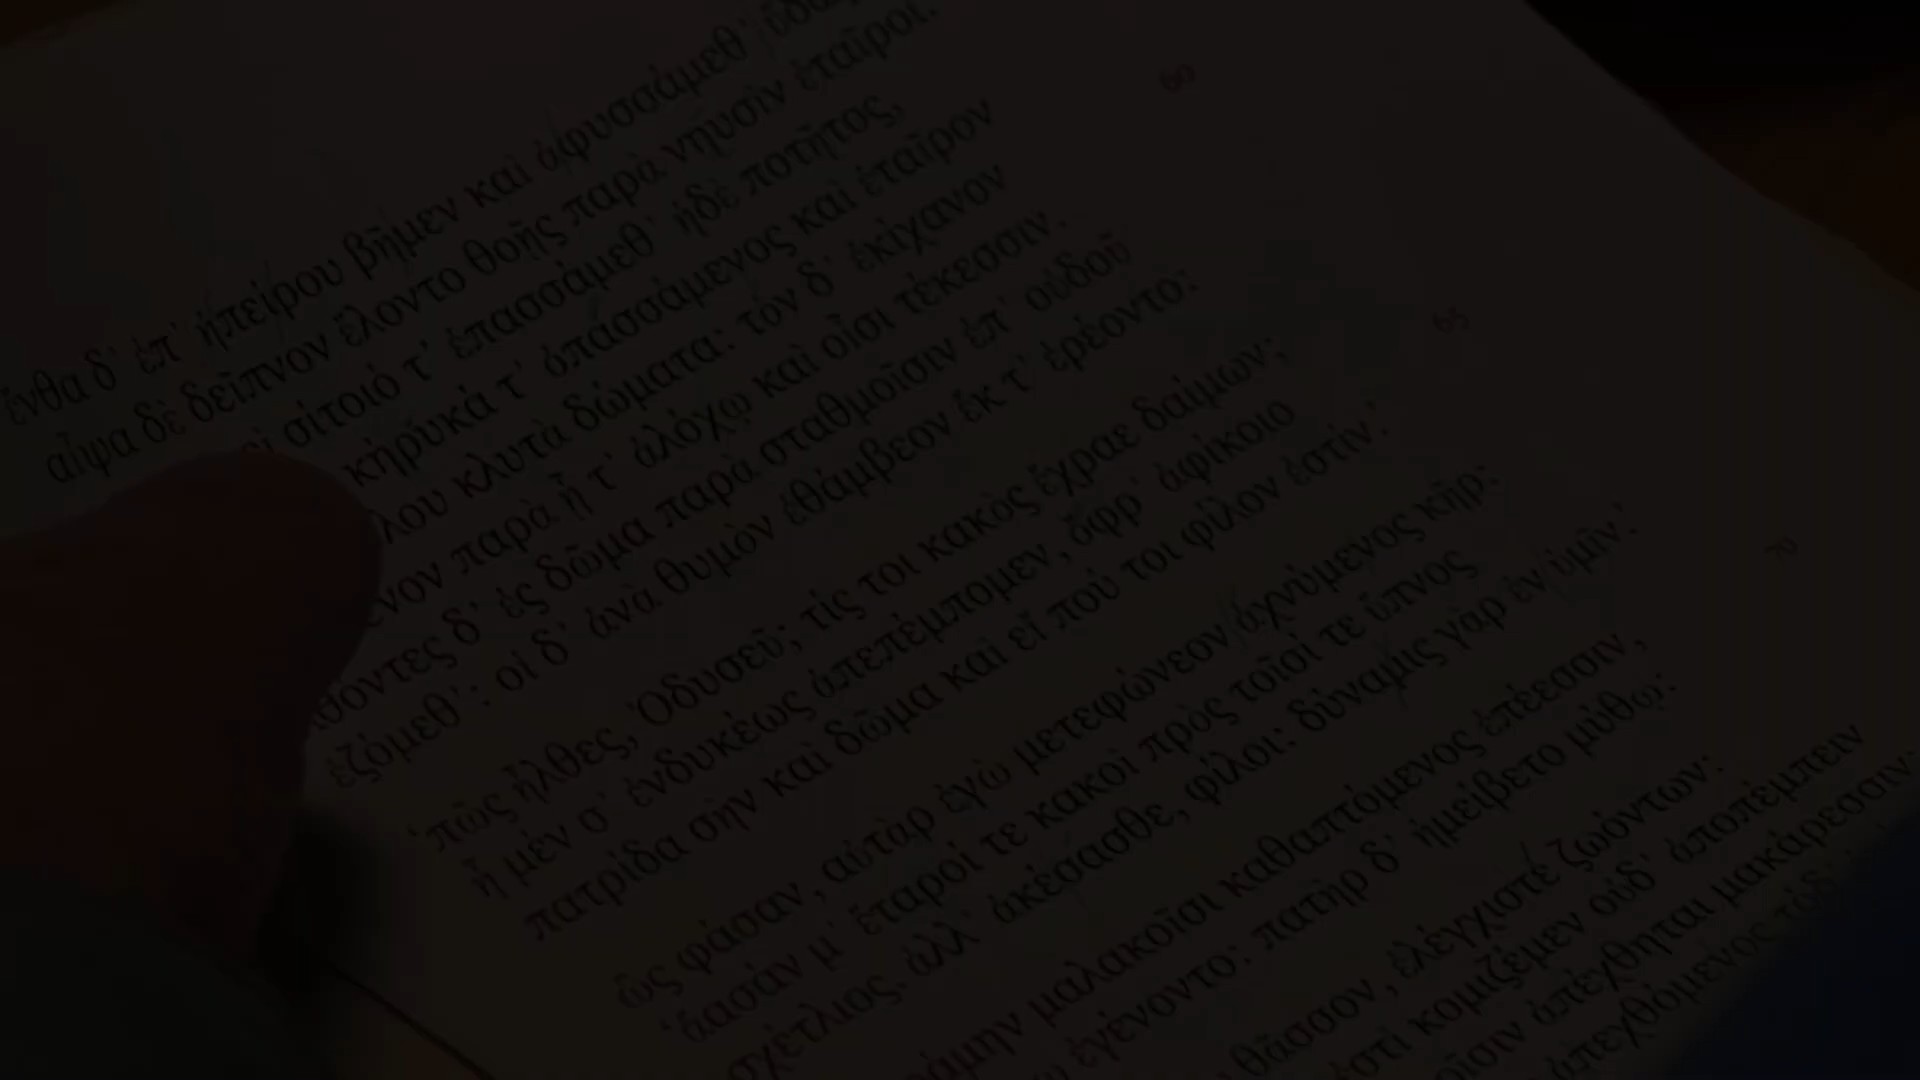 ἔνθα δ᾽ ἐπ᾽ ἠπείρου βῆμεν καὶ ἀφυσσάμεθ᾽
αἶψα δὲ δεῖπνον ἕλοντο θοῇς παρὰ νηυσὶν ἑταῖροι.
σίτοιό τ᾽ ἐπασσάμεθ᾽ ἠδὲ ποτῆτος,
60
κήρυκά τ᾽ ὀπασσάμενος καὶ ἑταῖρον
κλυτὰ δώματα: τὸν δ᾽ ἐκίχανον
παρὰ ᾗ τ᾽ ἀλόχῳ καὶ οἷσι τέκεσσιν.
δ᾽ ἐς δῶμα παρὰ σταθμοῖσιν ἐπ᾽ οὐδοῦ
ἑζόμεθ᾽: οἱ δ᾽ ἀνὰ θυμὸν ἐθάμβεον ἔκ τ᾽ ἐρέοντο:
65
‘πῶς ἦλθες, Ὀδυσεῦ; τίς τοι κακὸς ἔχραε δαίμων;
ἦ μέν σ᾽ ἐνδυκέως ἀπεπέμπομεν, ὄφρ᾽ ἀφίκοιο
πατρίδα σὴν καὶ δῶμα καὶ εἴ πού τοι φίλον ἐστίν.’
ὣς φάσαν, αὐτὰρ ἐγὼ μετεφώνεον ἀχνύμενος κῆρ:
‘ἄασάν μ᾽ ἕταροί τε κακοὶ πρὸς τοῖσί τε ὕπνος
70
σχέτλιος. ἀλλ᾽ ἀκέσασθε, φίλοι: δύναμις γὰρ ἐν ὑμῖν.’
μαλακοῖσι καθαπτόμενος ἐπέεσσιν,
ἐγένοντο: πατὴρ δ᾽ ἠμείβετο μύθῳ:
θᾶσσον, ἐλέγχιστε ζωόντων:
κομιζέμεν οὐδ᾽ ἀποπέμπειν
ἀπέχθηται μακάρεσσιν: